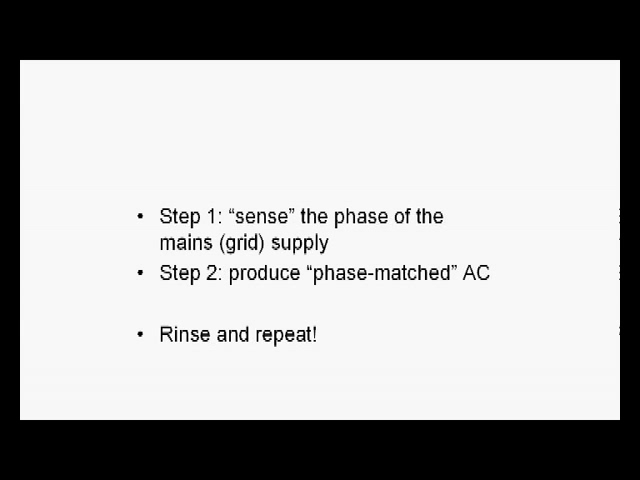 • Step 1: “sense” the phase of the
mains (grid) supply
• Step 2: produce “phase-matched” AC
• Rinse and repeat!